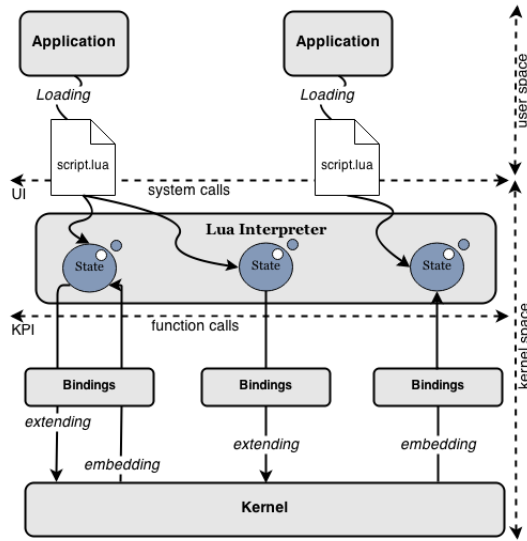 Application
Application
user space
Loading
Loading
script.lua
script.lua
UI
system calls
Lua Interpreter
State
State
State
kernel space
KPI
function calls
Bindings
Bindings
Bindings
extending
embedding
extending
embedding
Kernel